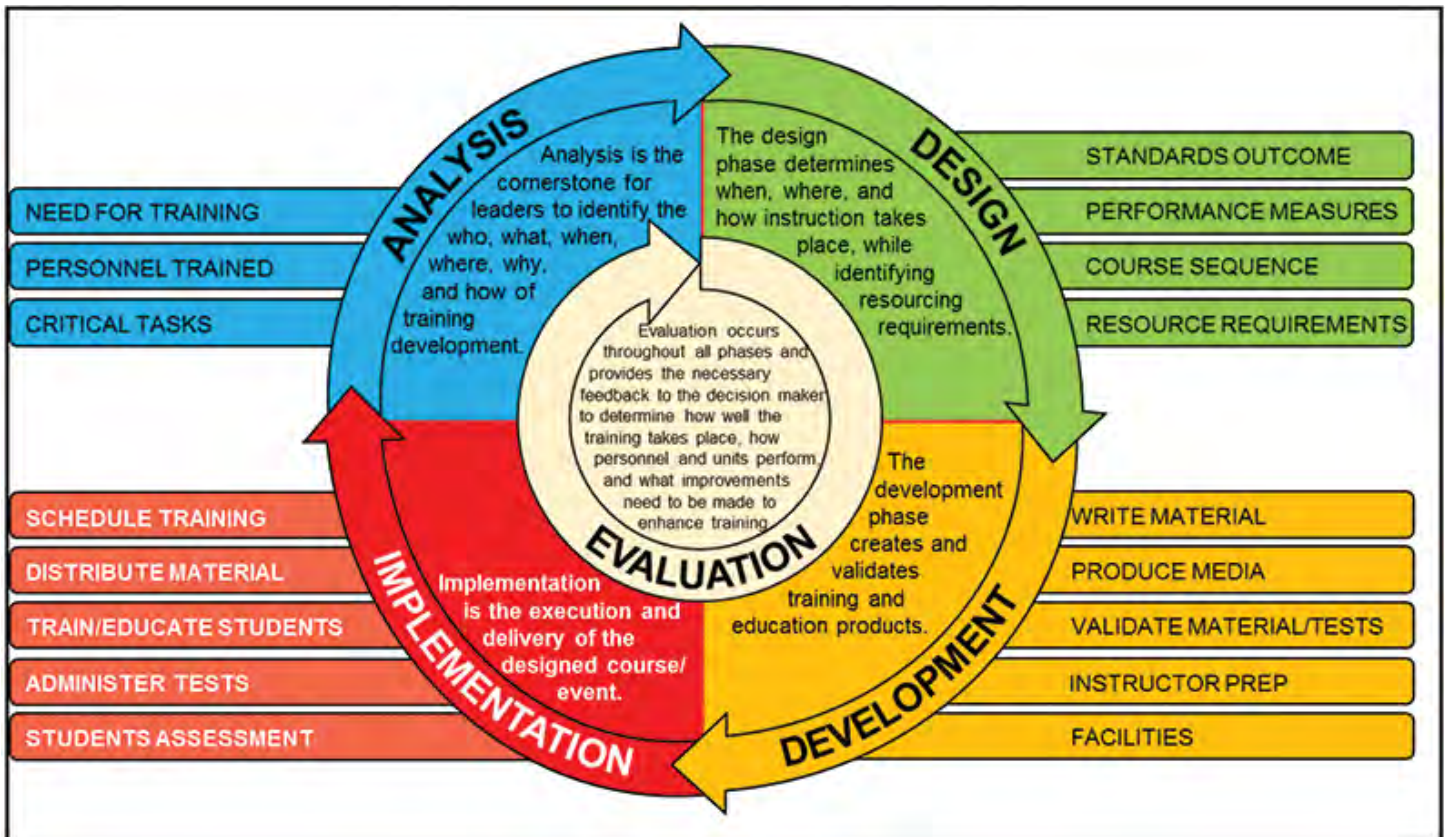 ANALYSIS
Analysis is the
cornerstone for
leaders to identify the
who, what, when,
where, why,
and how of
training
development.
NEED FOR TRAINING
PERSONNEL TRAINED
CRITICAL TASKS
DESIGN
The design
phase determines
when, where, and
how instruction takes
place, while
identifying
resourcing
requirements.
STANDARDS OUTCOME
PERFORMANCE MEASURES
COURSE SEQUENCE
RESOURCE REQUIREMENTS
Evaluation occurs
throughout all phases and
provides the necessary
feedback to the decision maker
to determine how well the
training takes place, how
personnel and units perform,
and what improvements
need to be made to
enhance training
EVALUATION
The
development
phase
creates and
validates
training and
education products.
DEVELOPMENT
WRITE MATERIAL
PRODUCE MEDIA
VALIDATE MATERIAL/TESTS
INSTRUCTOR PREP
FACILITIES
IMPLEMENTATION
Implementation
is the execution and
delivery of the
designed course/
event.
SCHEDULE TRAINING
DISTRIBUTE MATERIAL
TRAIN/EDUCATE STUDENTS
ADMINISTER TESTS
STUDENTS ASSESSMENT